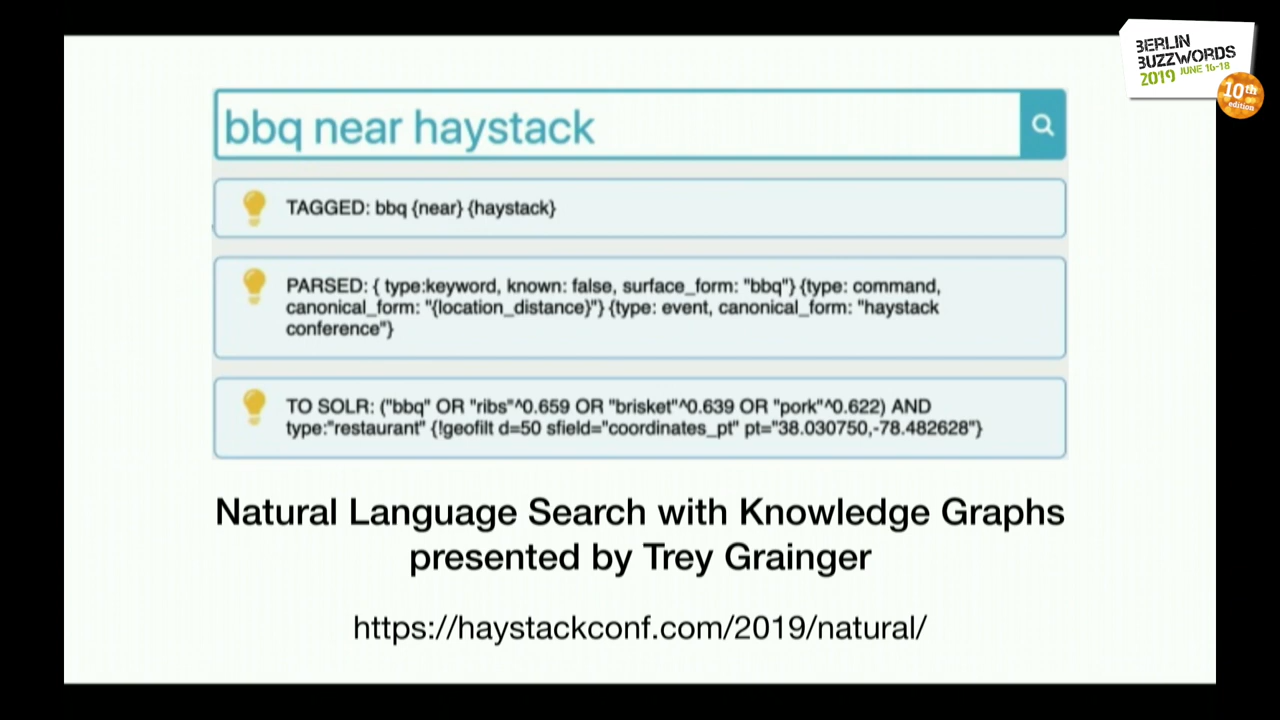 BERLIN
BUZZWORDS
2019 JUNE 16-18
10th
edition
bbq near haystack
TAGGED: bbq {near} {haystack}
PARSED: { type:keyword, known: false, surface_form: "bbq"} {type: command,
canonical_form: "{location_distance}"} {type: event, canonical_form: "haystack
conference"}
TO SOLR: ("bbq" OR "ribs"^0.659 OR "brisket"^0.639 OR "pork"^0.622) AND
type:"restaurant" {!geofilt d=50 sfield="coordinates_pt" pt="38.030750,-78.482628"}
Natural Language Search with Knowledge Graphs
presented by Trey Grainger
https://haystackconf.com/2019/natural/